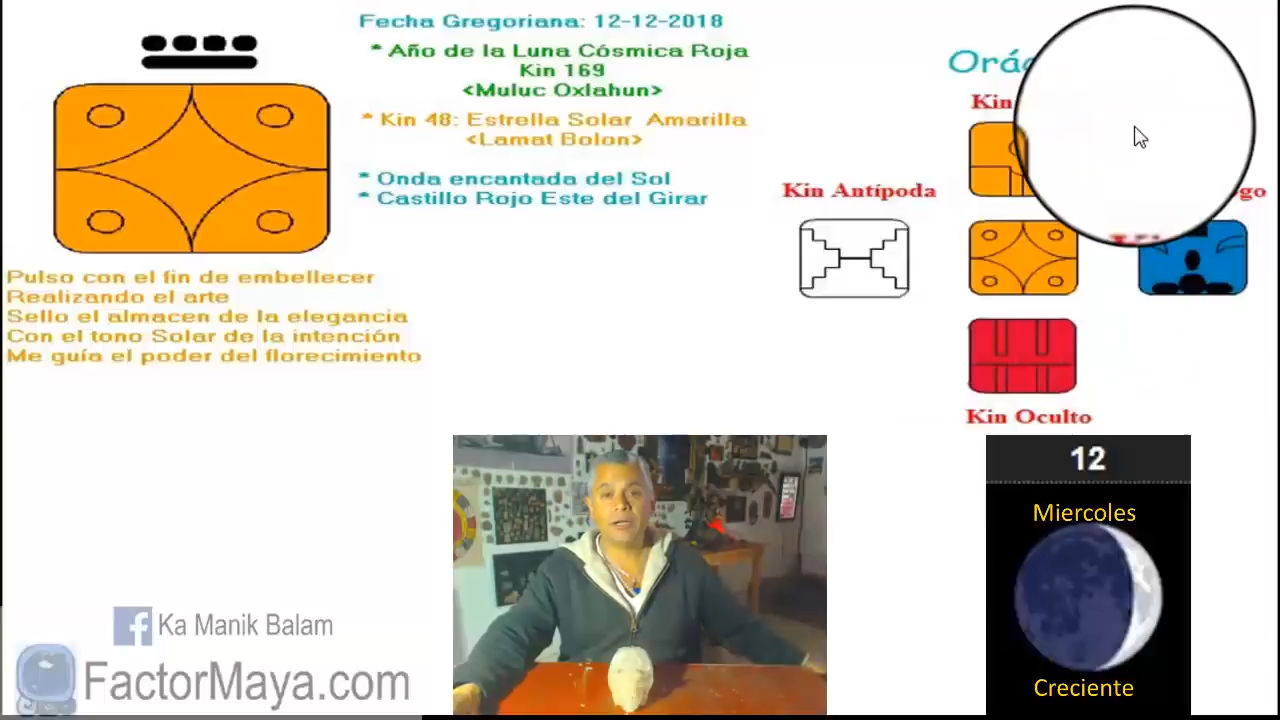 Fecha Gregoriana: 12-12-2018
* Año de la Luna Cósmica Roja
Kin 169
<Muluc Oxlahun>
* Kin 48: Estrella Solar Amarilla
<Lamat Bolon>
* Onda encantada del Sol
* Castillo Rojo Este del Girar
Pulso con el fin de embellecer
Realizando el arte
Sello el almacen de la elegancia
Con el tono Solar de la intención
Me guía el poder del florecimiento
Kin
Kin Antípoda
Kin Oculto
12
Miercoles
Creciente
Ka Manik Balam
FactorMaya.com